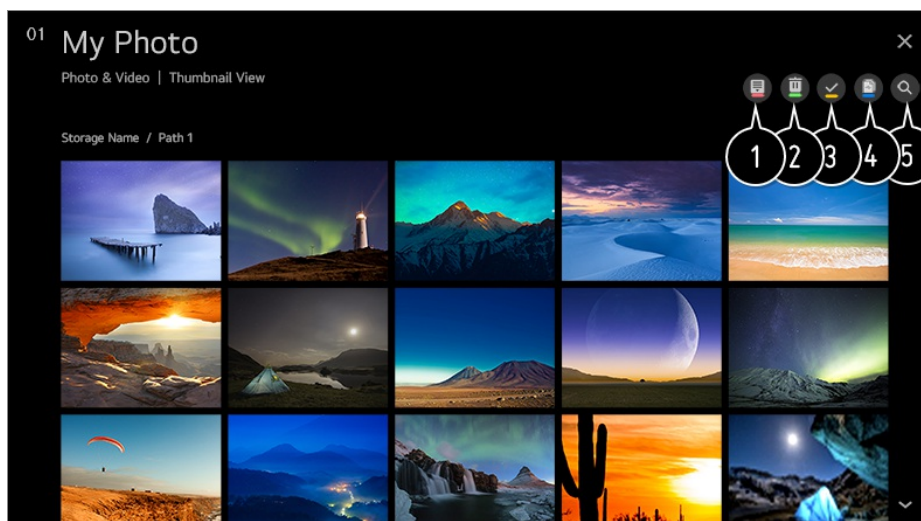 01
My Photo
Photo & Video | Thumbnail View
Storage Name / Path 1
1 2 3 4 5